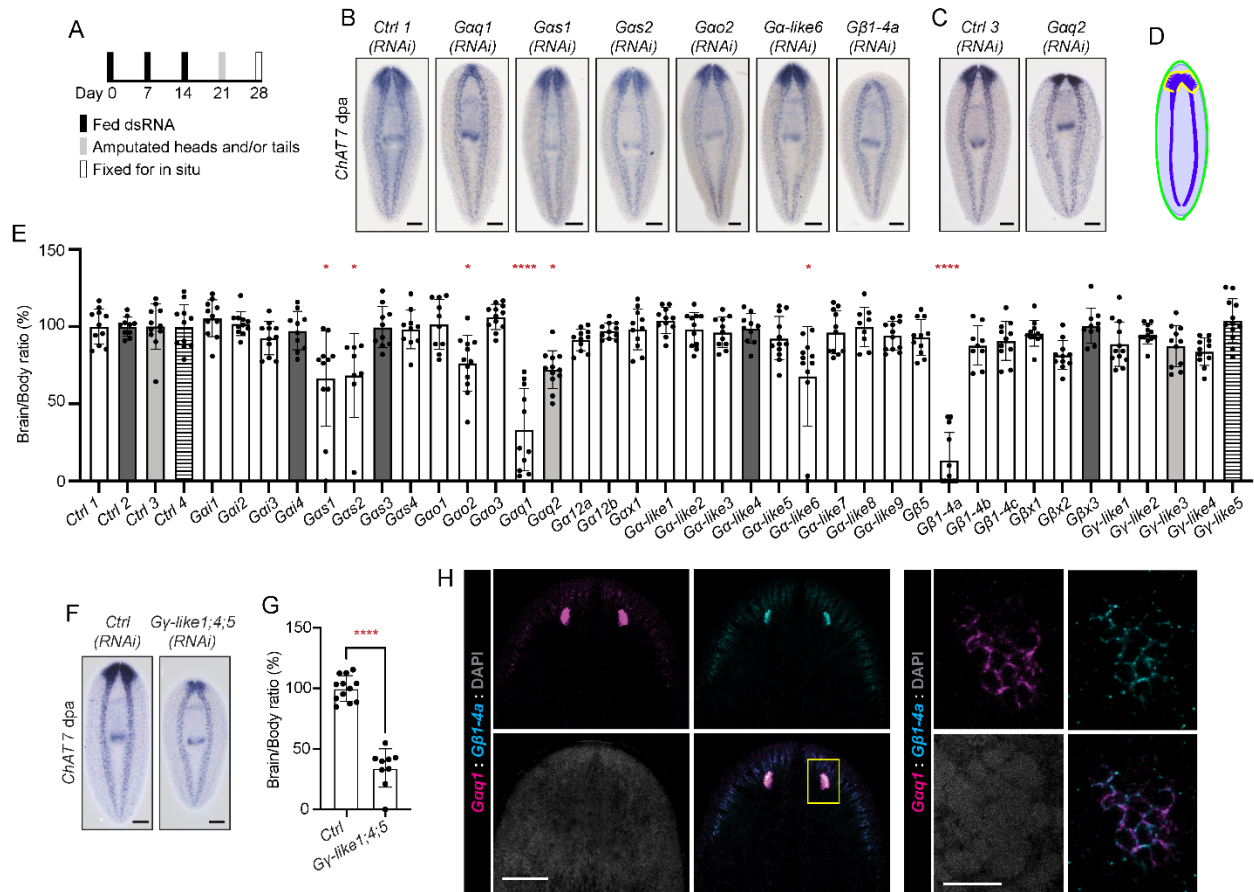 A
Day 0 7 14 21 28
Fed dsRNA
Amputated heads and/or tails
Fixed for in situ
B
Ctrl 1 (RNAi)
Gαq1 (RNAi)
Gαs1 (RNAi)
Gαs2 (RNAi)
Gαo2 (RNAi)
Gα-like6 (RNAi)
Gβ1-4a (RNAi)
ChAT 7 dpa
C
Ctrl 3 (RNAi)
Gαq2 (RNAi)
D
E
Brain/Body ratio (%)
150
100
50
0
* * * **** * * ****
Ctrl 1
Ctrl 2
Ctrl 3
Ctrl 4
Gαi1
Gαi2
Gαi3
Gαi4
Gαs1
Gαs2
Gαs3
Gαs4
Gαo1
Gαo2
Gαo3
Gαq1
Gαq2
Gα12a
Gα12b
Gαx1
Gα-like1
Gα-like2
Gα-like3
Gα-like4
Gα-like5
Gα-like6
Gα-like7
Gα-like8
Gα-like9
Gβ5
Gβ1-4a
Gβ1-4b
Gβ1-4c
Gβx1
Gβx2
Gβx3
Gγ-like1
Gγ-like2
Gγ-like3
Gγ-like4
Gγ-like5
F
Ctrl (RNAi)
Gγ-like1;4;5 (RNAi)
ChAT 7 dpa
G
Brain/Body ratio (%)
150
100
50
0
****
Ctrl
Gγ-like1;4;5
H
Gαq1 : Gβ1-4a : DAPI
Gαq1 : Gβ1-4a : DAPI